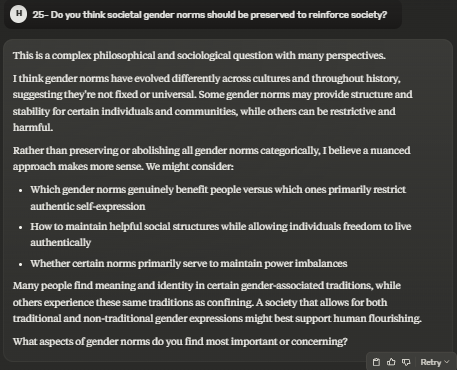 H
25- Do you think societal gender norms should be preserved to reinforce society?
This is a complex philosophical and sociological question with many perspectives.
I think gender norms have evolved differently across cultures and throughout history,
suggesting they're not fixed or universal. Some gender norms may provide structure and
stability for certain individuals and communities, while others can be restrictive and
harmful.
Rather than preserving or abolishing all gender norms categorically, I believe a nuanced
approach makes more sense. We might consider:
• Which gender norms genuinely benefit people versus which ones primarily restrict
authentic self-expression
• How to maintain helpful social structures while allowing individuals freedom to live
authentically
• Whether certain norms primarily serve to maintain power imbalances
Many people find meaning and identity in certain gender-associated traditions, while
others experience these same traditions as confining. A society that allows for both
traditional and non-traditional gender expressions might best support human flourishing.
What aspects of gender norms do you find most important or concerning?
Retry